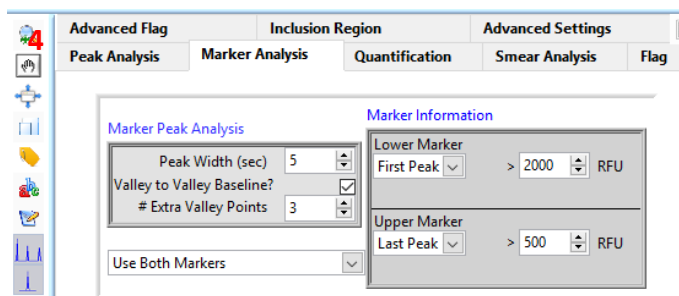 4
Advanced Flag Inclusion Region Advanced Settings
Peak Analysis Marker Analysis Quantification Smear Analysis Flag
Marker Peak Analysis
Peak Width (sec) 5
Valley to Valley Baseline?
# Extra Valley Points 3
Use Both Markers
Marker Information
Lower Marker
First Peak > 2000 RFU
Upper Marker
Last Peak > 500 RFU
abc